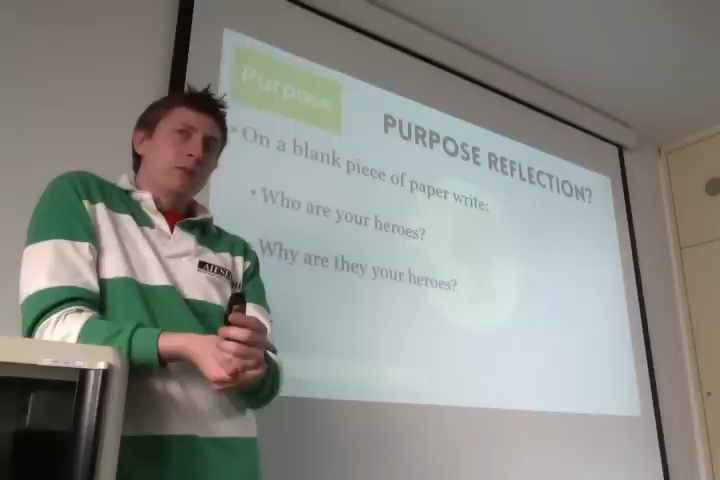 Purpose
PURPOSE REFLECTION?
• On a blank piece of paper write:
• Who are your heroes?
• Why are they your heroes?